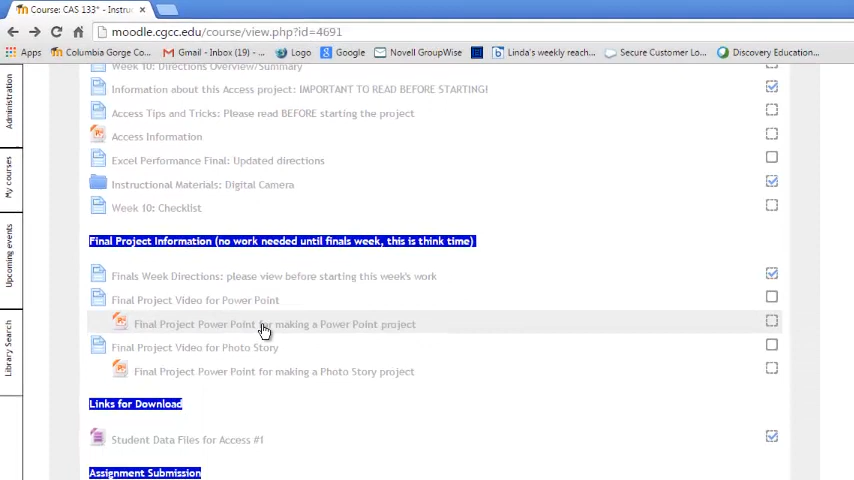 Course: CAS 133* - Instruc
moodle.cgcc.edu/course/view.php?id=4691
Apps Columbia Gorge Co... Gmail - Inbox (19) - ... Logo Google Novell GroupWise Linda's weekly reach... Secure Customer Lo... Discovery Education...
Administration
My courses
Upcoming events
Library Search
Week 10: Directions Overview/Summary
Information about this Access project: IMPORTANT TO READ BEFORE STARTING!
Access Tips and Tricks: Please read BEFORE starting the project
Access Information
Excel Performance Final: Updated directions
Instructional Materials: Digital Camera
Week 10: Checklist
Final Project Information (no work needed until finals week, this is think time)
Finals Week Directions: please view before starting this week's work
Final Project Video for Power Point
Final Project Power Point for making a Power Point project
Final Project Video for Photo Story
Final Project Power Point for making a Photo Story project
Links for Download
Student Data Files for Access #1
Assignment Submission